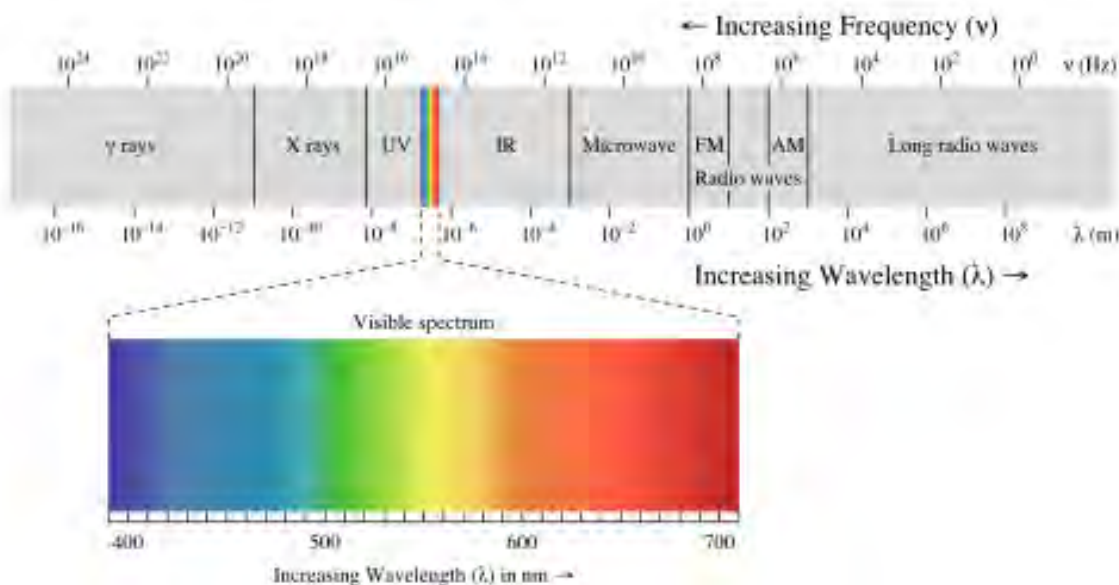 ← Increasing Frequency (ν)
10²⁴ 10²² 10²⁰ 10¹⁸ 10¹⁶ 10¹⁴ 10¹² 10¹⁰ 10⁸ 10⁶ 10⁴ 10² 10⁰ ν (Hz)
γ rays X rays UV IR Microwave FM AM Long radio waves
Radio waves
10⁻¹⁶ 10⁻¹⁴ 10⁻¹² 10⁻¹⁰ 10⁻⁸ 10⁻⁶ 10⁻⁴ 10⁻² 10⁰ 10² 10⁴ 10⁶ 10⁸ λ (m)
Increasing Wavelength (λ) →
Visible spectrum
400 500 600 700
Increasing Wavelength (λ) in nm →